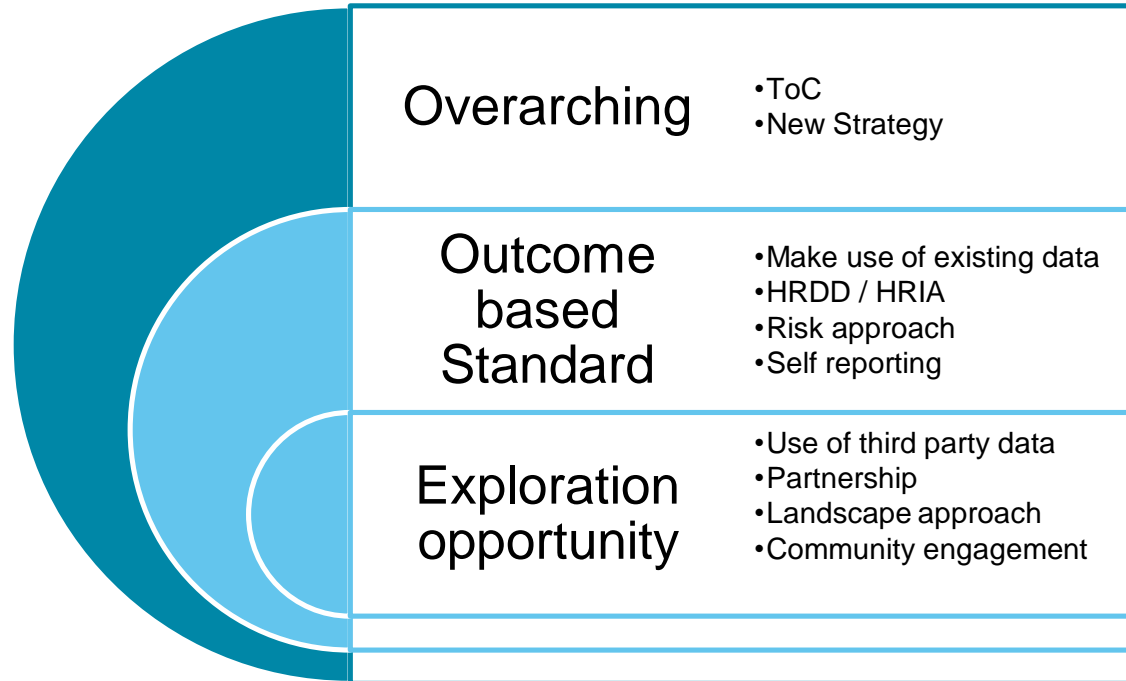 Overarching
•ToC
•New Strategy
Outcome
based
Standard
•Make use of existing data
•HRDD / HRIA
•Risk approach
•Self reporting
Exploration
opportunity
•Use of third party data
•Partnership
•Landscape approach
•Community engagement